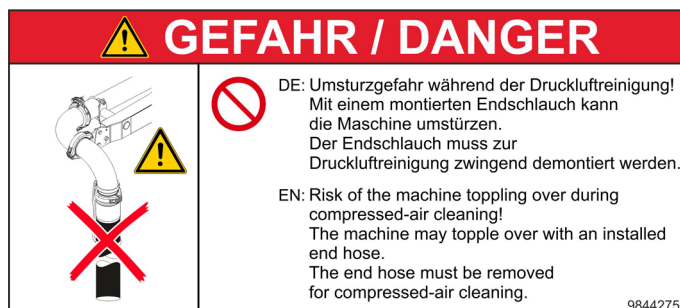 GEFAHR / DANGER
DE: Umsturzgefahr während der Druckluftreinigung!
Mit einem montierten Endschlauch kann
die Maschine umstürzen.
Der Endschlauch muss zur
Druckluftreinigung zwingend demontiert werden.
EN: Risk of the machine toppling over during
compressed-air cleaning!
The machine may topple over with an installed
end hose.
The end hose must be removed
for compressed-air cleaning.
9844275